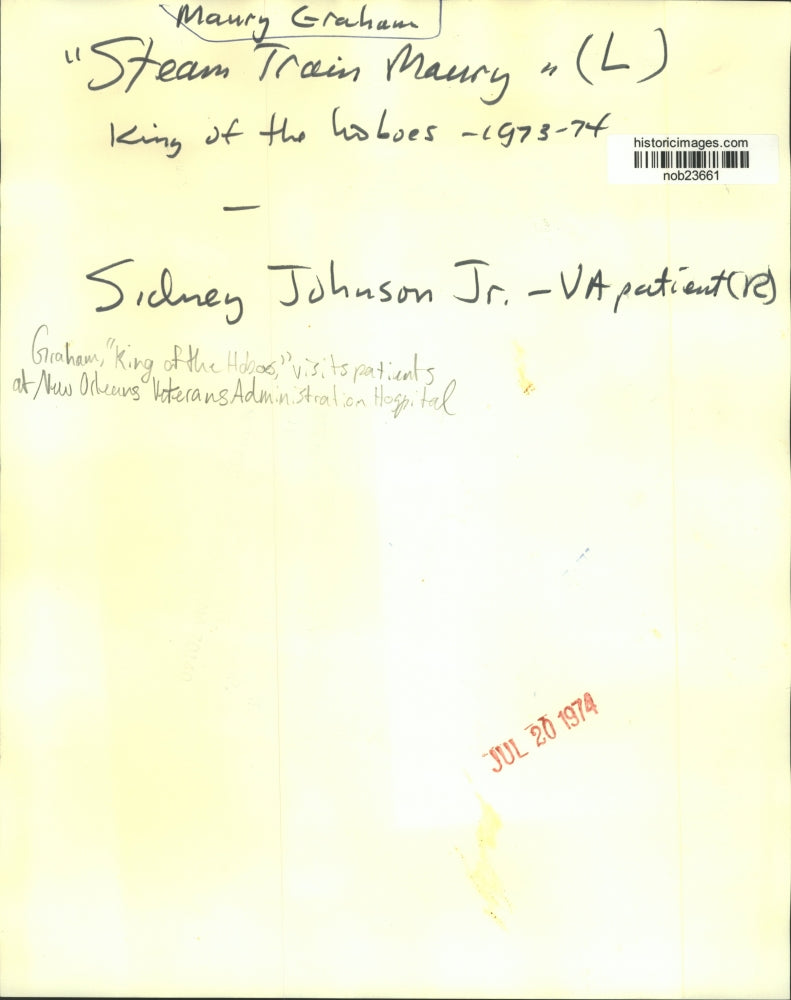 Maury Graham
"Steam Train Maury" (L)
King of the hoboes - 1973-74
historicimages.com
nob23661
—
Sidney Johnson Jr. - VA patient (R)
Graham, "King of the Hoboes," visits patients
at New Orleans Veterans Administration Hospital
JUL 20 1974